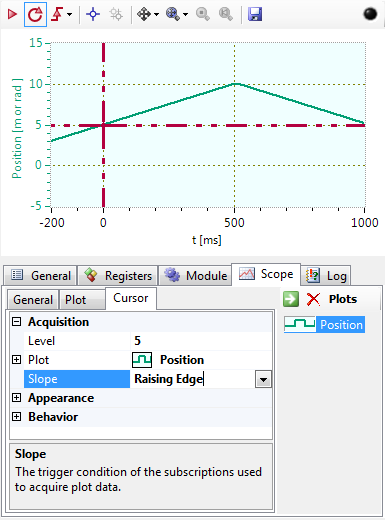 15
10
5
0
-5
Position [m or rad ]
-200
0
500
1000
t [ms]
General
Registers
Module
Scope
Log
General
Plot
Cursor
Plots
Acquisition
Level 5
Plot Position
Slope Raising Edge
Appearance
Behavior
Position
Slope
The trigger condition of the subscriptions used
to acquire plot data.